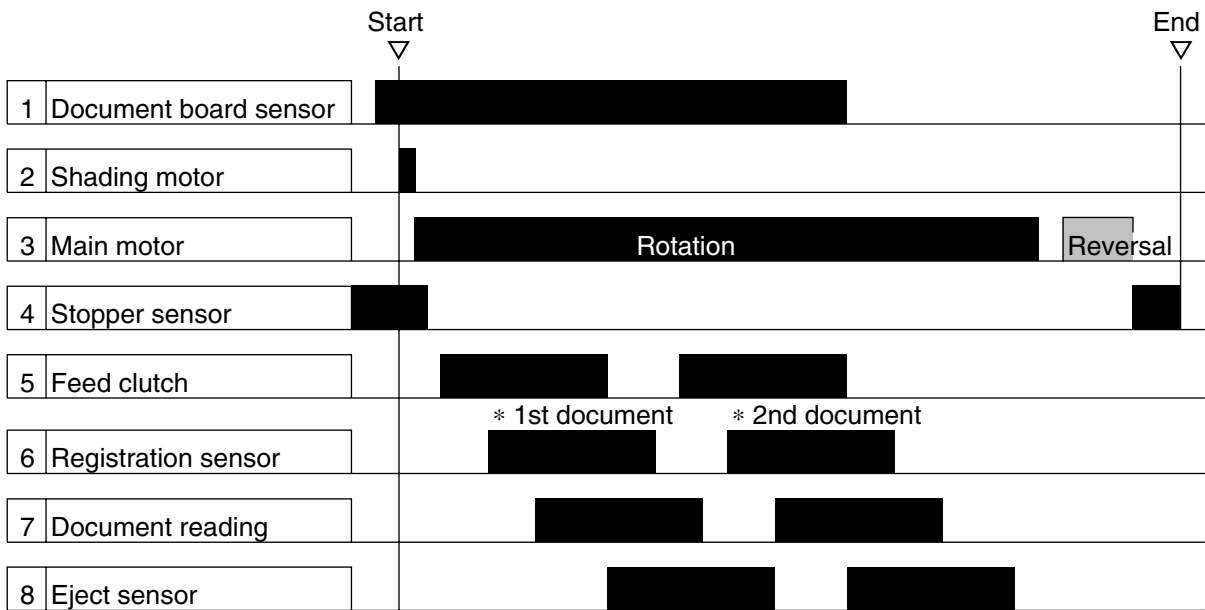 Start End
1 Document board sensor
2 Shading motor
3 Main motor Rotation Reversal
4 Stopper sensor
5 Feed clutch
* 1st document * 2nd document
6 Registration sensor
7 Document reading
8 Eject sensor